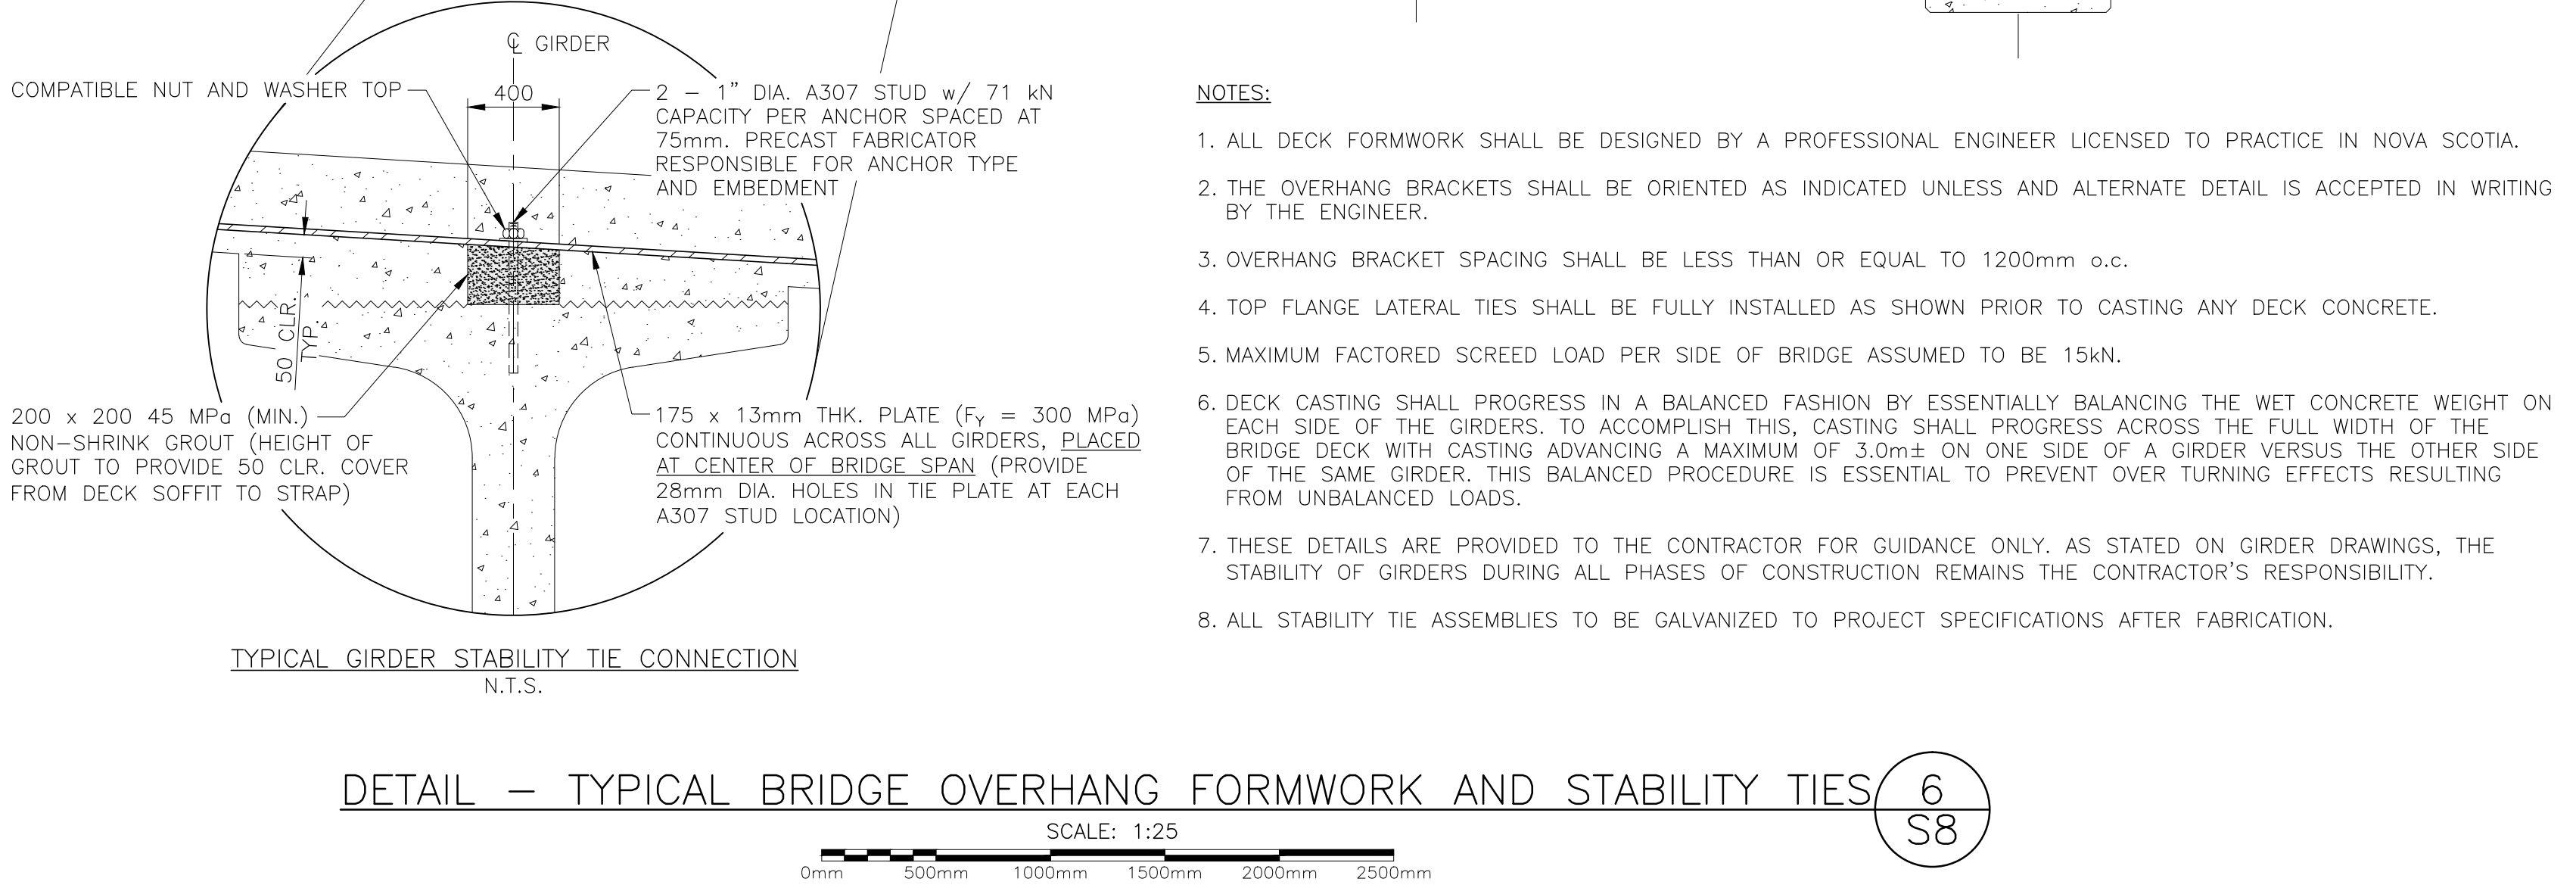 ℄ GIRDER
COMPATIBLE NUT AND WASHER TOP
400
2 – 1" DIA. A307 STUD w/ 71 kN
CAPACITY PER ANCHOR SPACED AT
75mm. PRECAST FABRICATOR
RESPONSIBLE FOR ANCHOR TYPE
AND EMBEDMENT
50 CLR.
TYP.
200 x 200 45 MPa (MIN.)
NON-SHRINK GROUT (HEIGHT OF
GROUT TO PROVIDE 50 CLR. COVER
FROM DECK SOFFIT TO STRAP)
175 x 13mm THK. PLATE (FY = 300 MPa)
CONTINUOUS ACROSS ALL GIRDERS, PLACED
AT CENTER OF BRIDGE SPAN (PROVIDE
28mm DIA. HOLES IN TIE PLATE AT EACH
A307 STUD LOCATION)
TYPICAL GIRDER STABILITY TIE CONNECTION
N.T.S.
NOTES:
1. ALL DECK FORMWORK SHALL BE DESIGNED BY A PROFESSIONAL ENGINEER LICENSED TO PRACTICE IN NOVA SCOTIA.
2. THE OVERHANG BRACKETS SHALL BE ORIENTED AS INDICATED UNLESS AND ALTERNATE DETAIL IS ACCEPTED IN WRITING
BY THE ENGINEER.
3. OVERHANG BRACKET SPACING SHALL BE LESS THAN OR EQUAL TO 1200mm o.c.
4. TOP FLANGE LATERAL TIES SHALL BE FULLY INSTALLED AS SHOWN PRIOR TO CASTING ANY DECK CONCRETE.
5. MAXIMUM FACTORED SCREED LOAD PER SIDE OF BRIDGE ASSUMED TO BE 15kN.
6. DECK CASTING SHALL PROGRESS IN A BALANCED FASHION BY ESSENTIALLY BALANCING THE WET CONCRETE WEIGHT ON
EACH SIDE OF THE GIRDERS. TO ACCOMPLISH THIS, CASTING SHALL PROGRESS ACROSS THE FULL WIDTH OF THE
BRIDGE DECK WITH CASTING ADVANCING A MAXIMUM OF 3.0m± ON ONE SIDE OF A GIRDER VERSUS THE OTHER SIDE
OF THE SAME GIRDER. THIS BALANCED PROCEDURE IS ESSENTIAL TO PREVENT OVER TURNING EFFECTS RESULTING
FROM UNBALANCED LOADS.
7. THESE DETAILS ARE PROVIDED TO THE CONTRACTOR FOR GUIDANCE ONLY. AS STATED ON GIRDER DRAWINGS, THE
STABILITY OF GIRDERS DURING ALL PHASES OF CONSTRUCTION REMAINS THE CONTRACTOR'S RESPONSIBILITY.
8. ALL STABILITY TIE ASSEMBLIES TO BE GALVANIZED TO PROJECT SPECIFICATIONS AFTER FABRICATION.
DETAIL – TYPICAL BRIDGE OVERHANG FORMWORK AND STABILITY TIES
6
S8
SCALE: 1:25
0mm 500mm 1000mm 1500mm 2000mm 2500mm